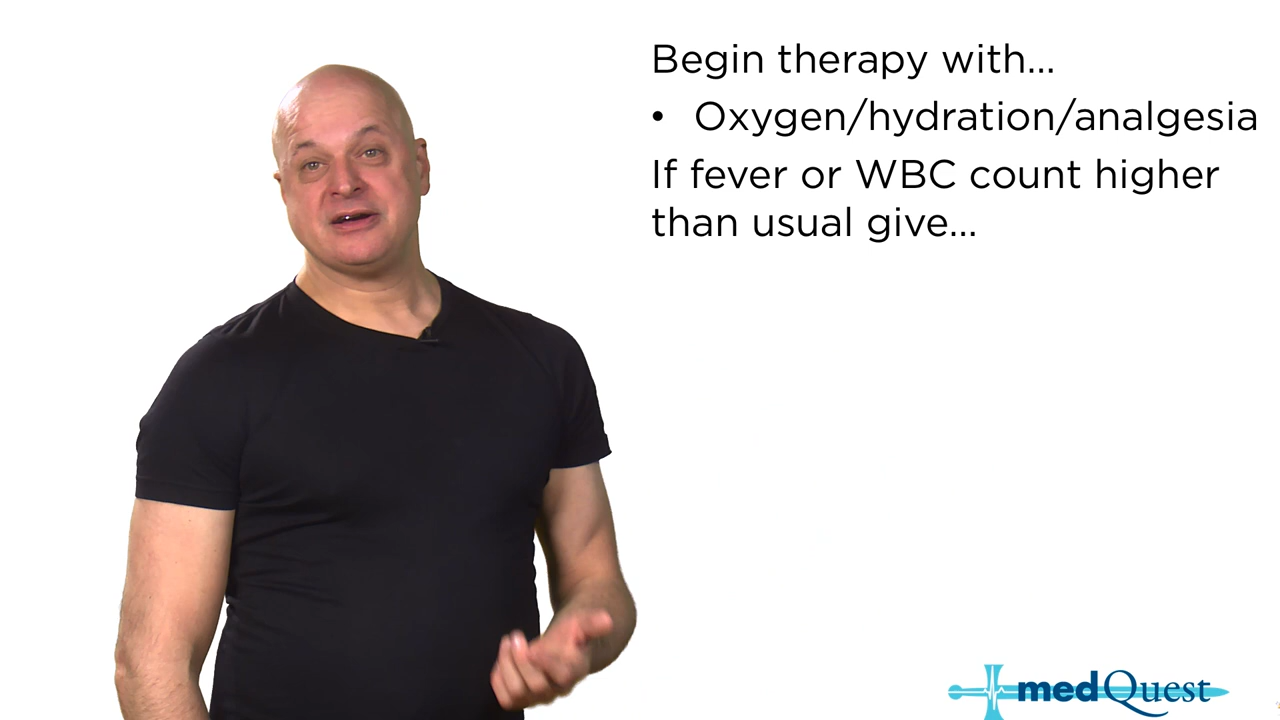 Begin therapy with...
• Oxygen/hydration/analgesia
If fever or WBC count higher
than usual give...
medQuest